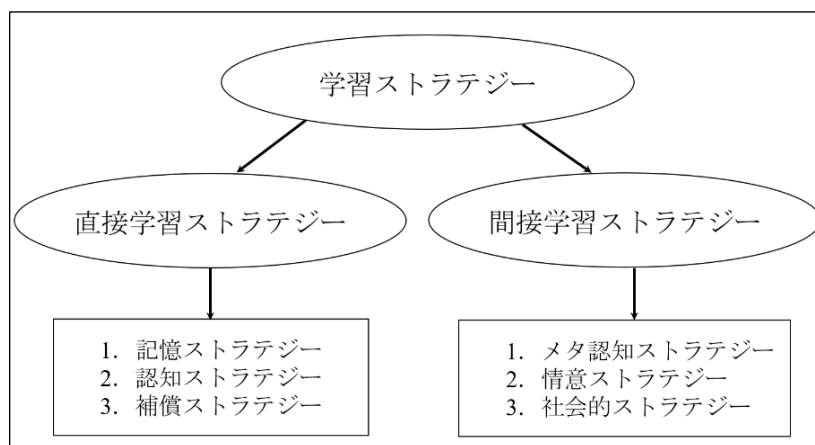 学習ストラテジー
直接学習ストラテジー
間接学習ストラテジー
1. 記憶ストラテジー
2. 認知ストラテジー
3. 補償ストラテジー
1. メタ認知ストラテジー
2. 情意ストラテジー
3. 社会的ストラテジー